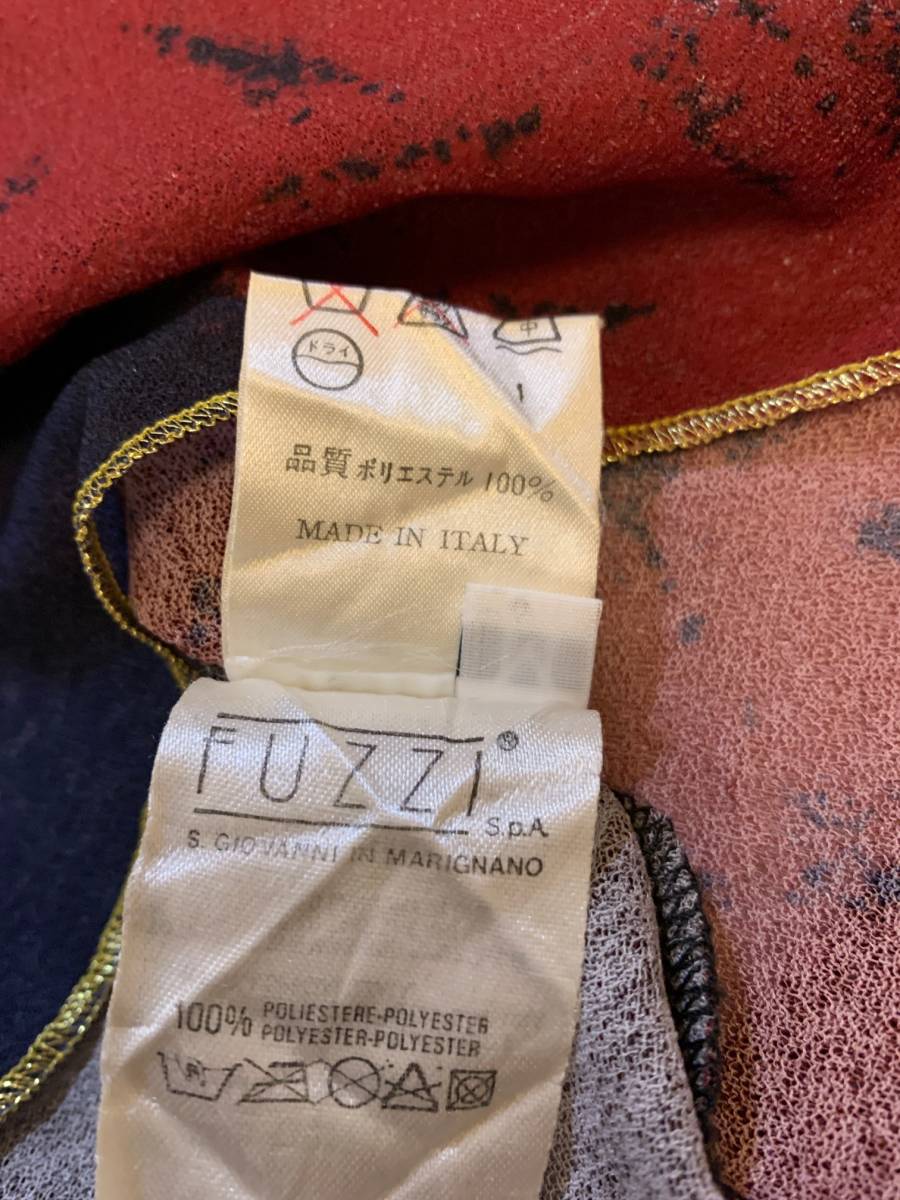 中
ドライ
品質 ポリエステル 100%
MADE IN ITALY
FUZZI®
S.p.A.
S. GIOVANNI IN MARIGNANO
100% POLIESTERE-POLYESTER
POLYESTER-POLYESTER